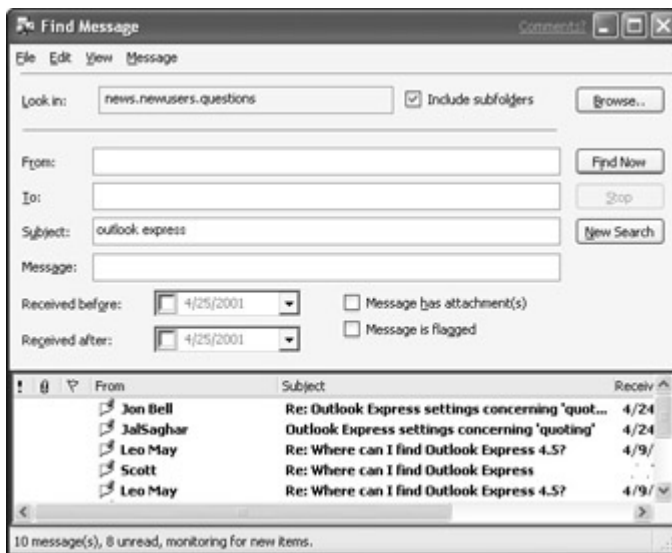 Find Message
Comments?
File Edit View Message
Look in: news.newusers.questions Include subfolders Browse..
From: Find Now
To: Stop
Subject: outlook express New Search
Message:
Received before: 4/25/2001 Message has attachment(s)
Received after: 4/25/2001 Message is flagged
! From Subject Receiv
Jon Bell Re: Outlook Express settings concerning 'quot... 4/24
JalSaghar Outlook Express settings concerning 'quoting' 4/24
Leo May Re: Where can I find Outlook Express 4.5? 4/9/
Scott Re: Where can I find Outlook Express
Leo May Re: Where can I find Outlook Express 4.5? 4/9/
10 message(s), 8 unread, monitoring for new items.